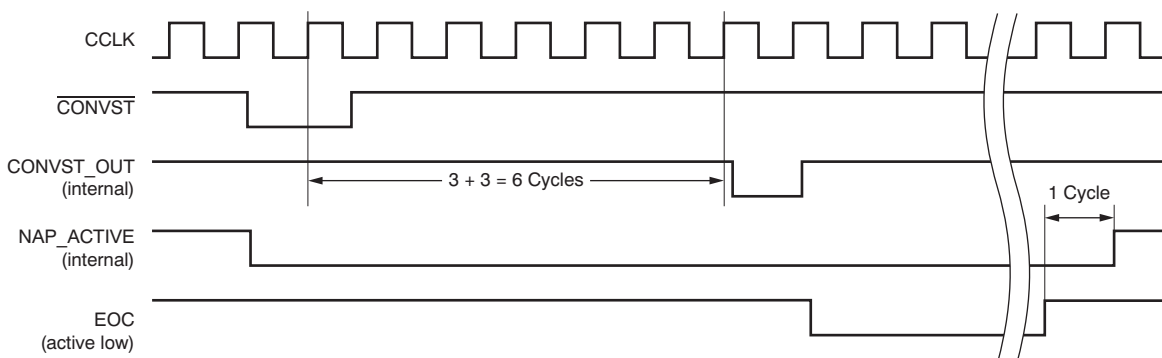 CCLK
CONVST
CONVST_OUT
(internal)
3 + 3 = 6 Cycles
1 Cycle
NAP_ACTIVE
(internal)
EOC
(active low)